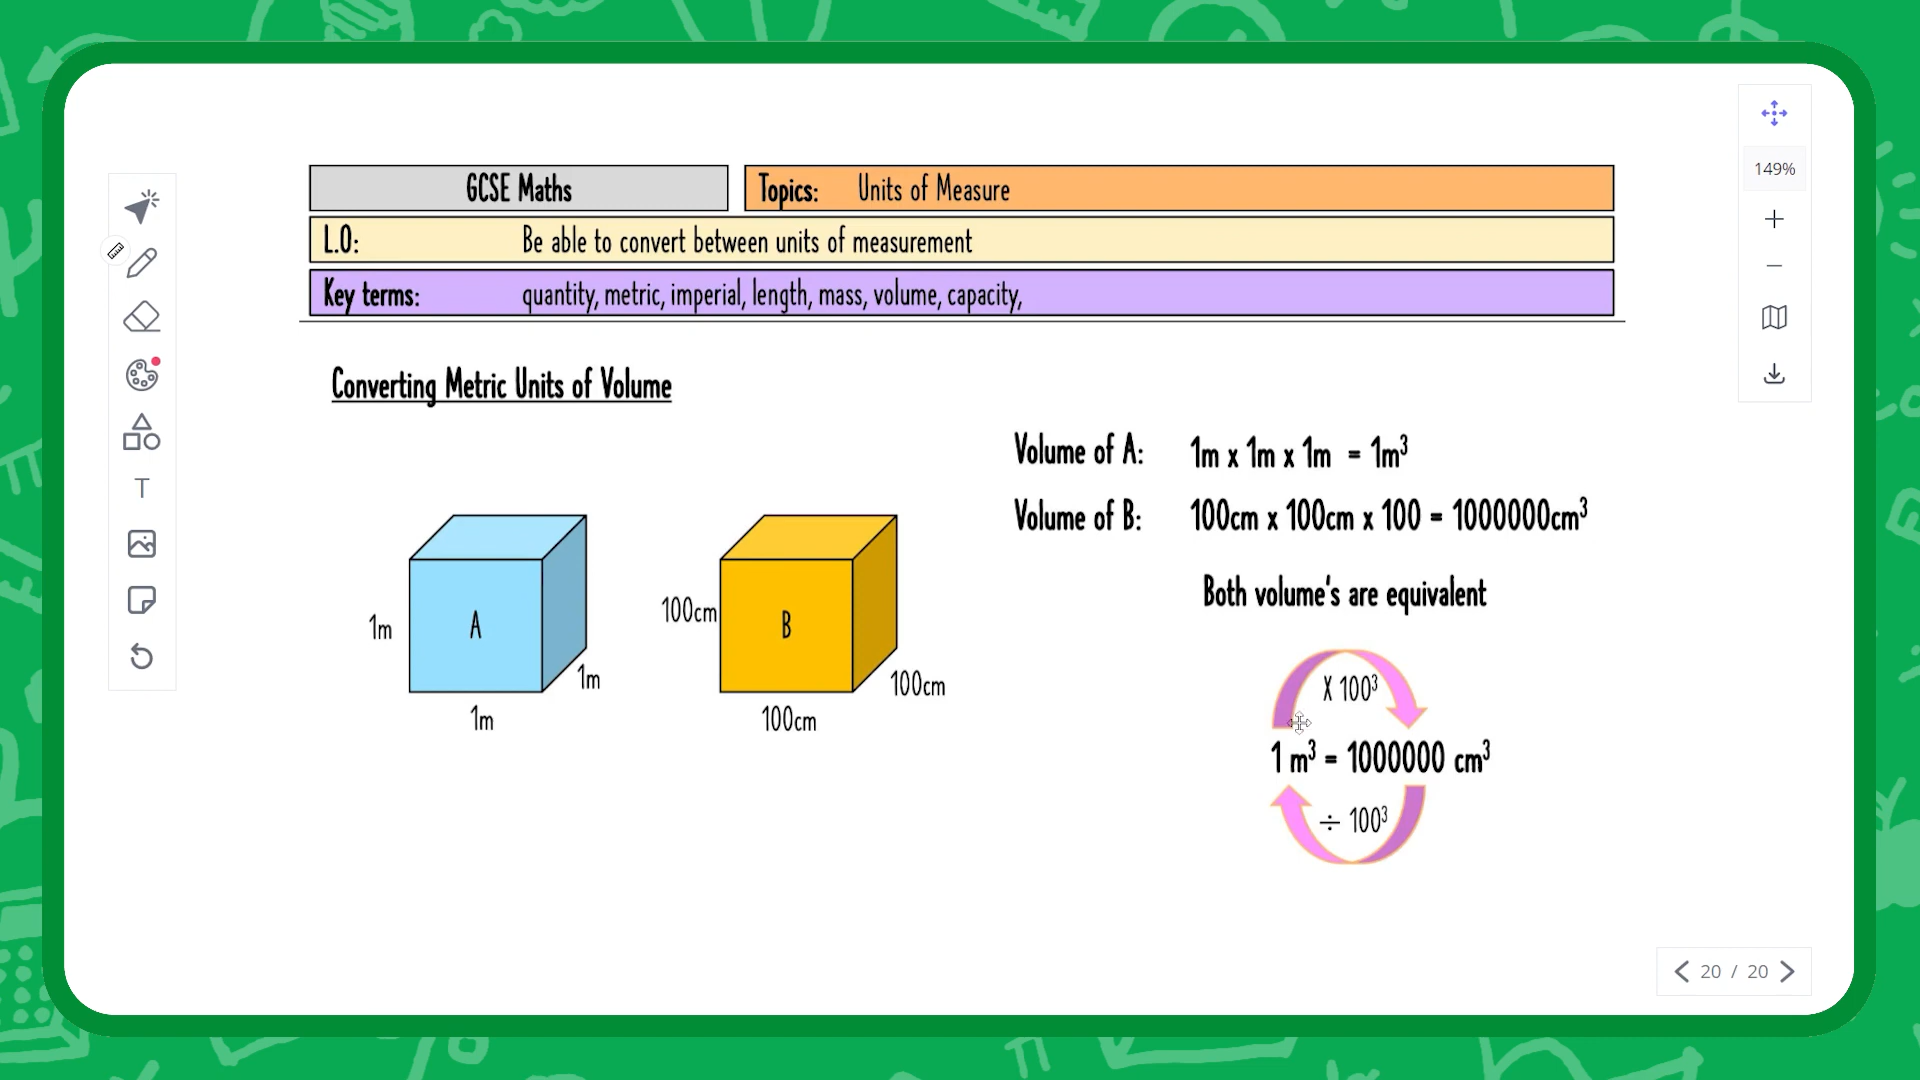 149%
GCSE Maths
Topics: Units of Measure
L.O: Be able to convert between units of measurement
Key terms: quantity, metric, imperial, length, mass, volume, capacity,
Converting Metric Units of Volume
Volume of A: 1m x 1m x 1m = 1m³
Volume of B: 100cm x 100cm x 100 = 1000000cm³
Both volume's are equivalent
A
1m
1m
1m
B
100cm
100cm
100cm
X 100³
1 m³ = 1000000 cm³
÷ 100³
T
20 / 20